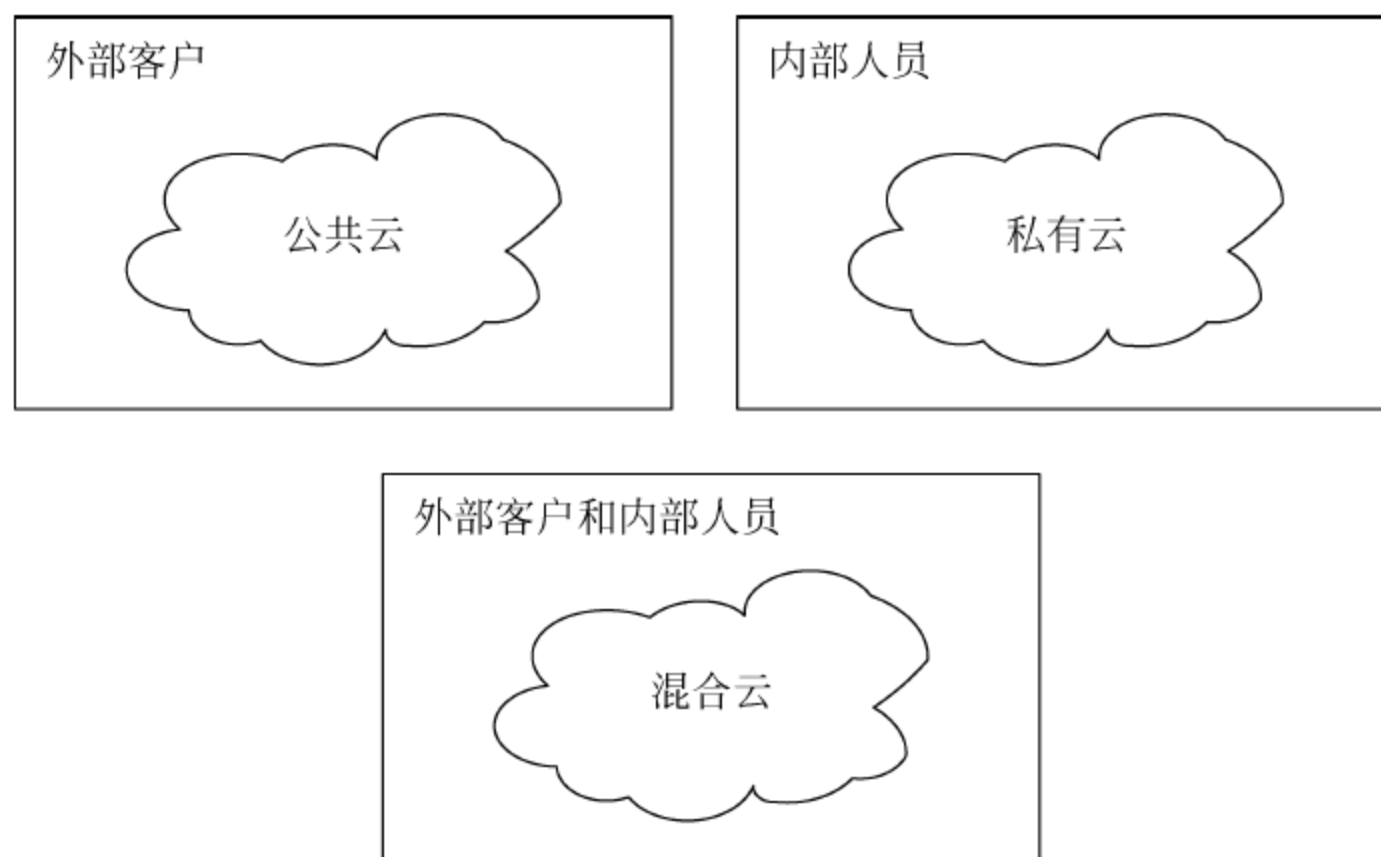 外部客户
公共云
内部人员
私有云
外部客户和内部人员
混合云